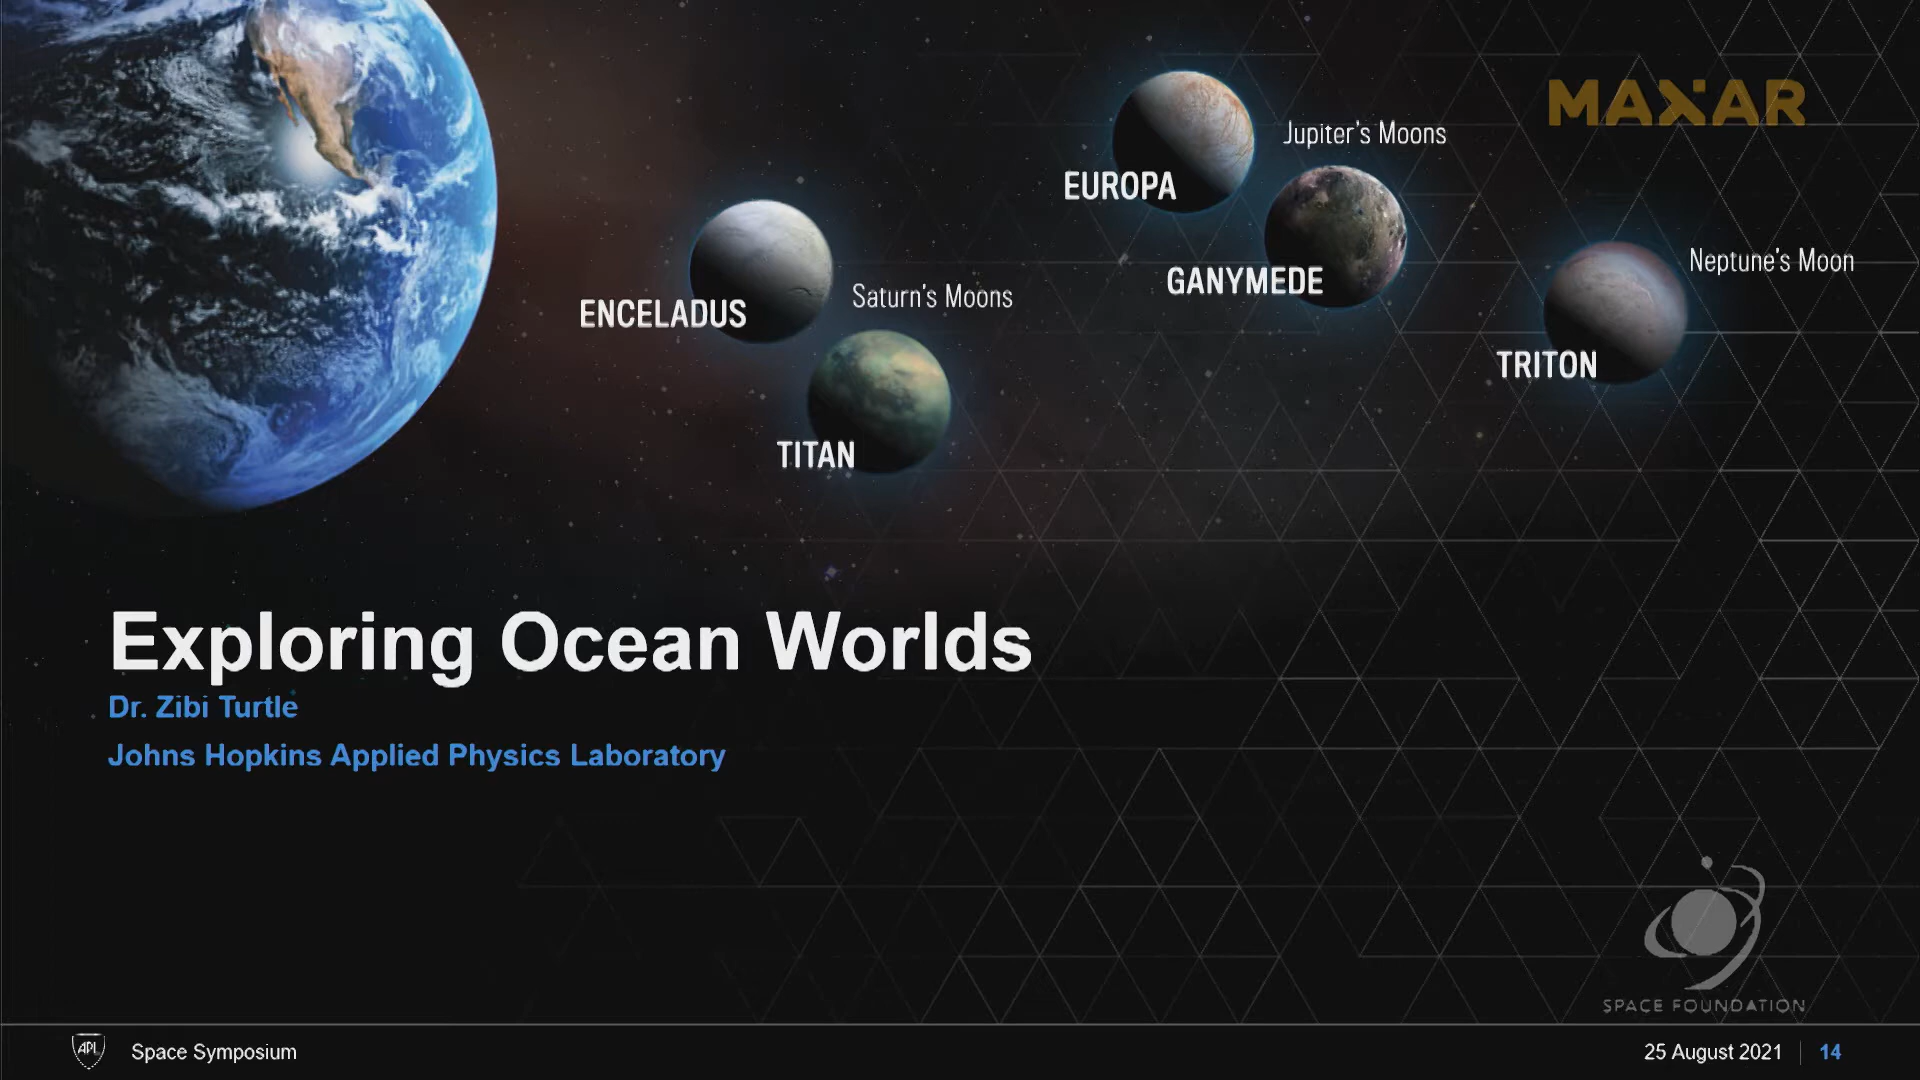 MAXAR
Jupiter's Moons
EUROPA
Neptune's Moon
GANYMEDE
Saturn's Moons
ENCELADUS
TRITON
TITAN
Exploring Ocean Worlds
Dr. Zibi Turtle
Johns Hopkins Applied Physics Laboratory
SPACE FOUNDATION
APL Space Symposium
25 August 2021 14